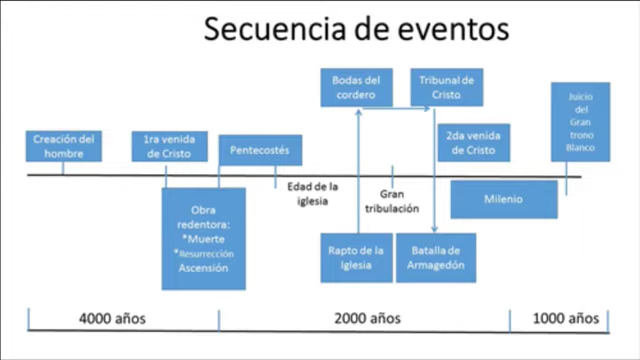 Secuencia de eventos
Bodas del
cordero
Tribunal de
Cristo
Juicio
del
Gran
trono
Blanco
Creación del
hombre
1ra venida
de Cristo
Pentecostés
2da venida
de Cristo
Edad de la
iglesia
Gran
tribulación
Milenio
Obra
redentora:
*Muerte
*Resurrección
Ascensión
Rapto de la
Iglesia
Batalla de
Armagedón
4000 años
2000 años
1000 años